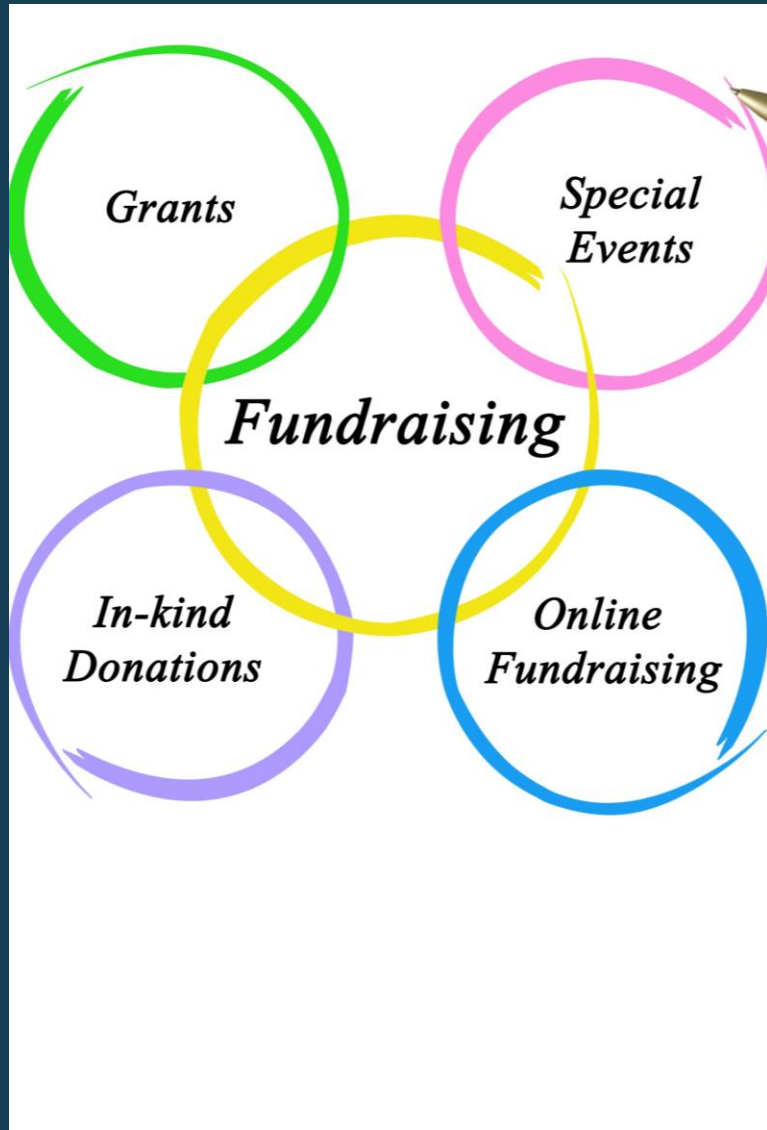 Grants
Special
Events
Fundraising
In-kind
Donations
Online
Fundraising